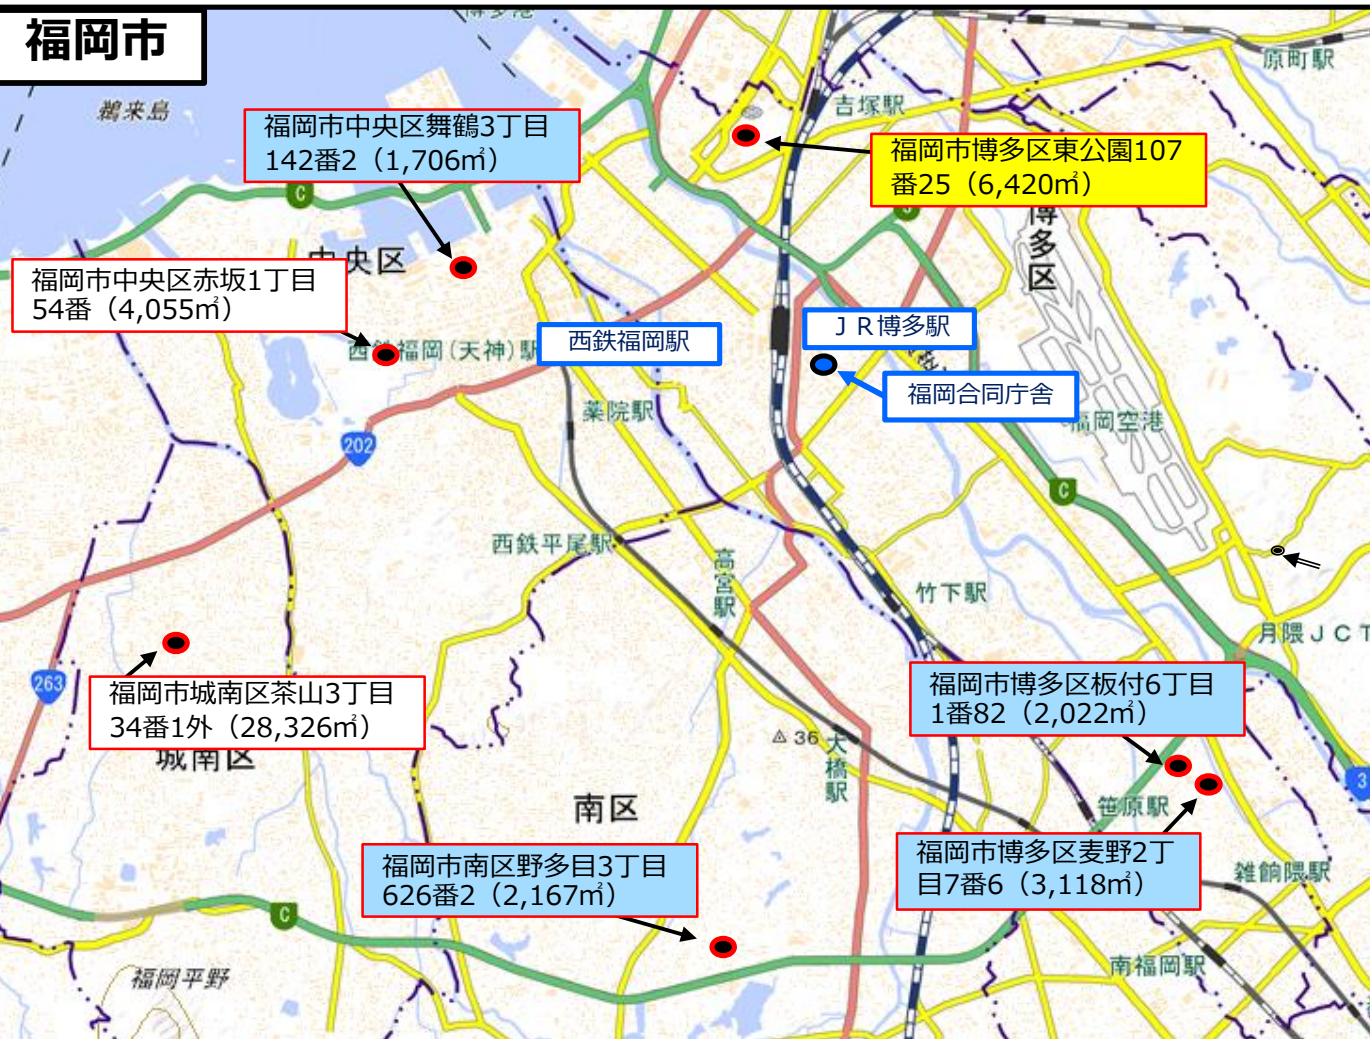 福岡市
博多港
原町駅
鵜来島
吉塚駅
福岡市中央区舞鶴3丁目
142番2（1,706㎡）
福岡市博多区東公園107
番25（6,420㎡）
C
博多区
中央区
福岡市中央区赤坂1丁目
54番（4,055㎡）
ＪＲ博多駅
西鉄福岡(天神)駅
西鉄福岡駅
福岡合同庁舎
薬院駅
福岡空港
202
C
西鉄平尾駅
高宮駅
竹下駅
月隈ＪＣＴ
263
福岡市城南区茶山3丁目
34番1外（28,326㎡）
福岡市博多区板付6丁目
1番82（2,022㎡）
城南区
36
大橋駅
3
南区
笹原駅
福岡市南区野多目3丁目
626番2（2,167㎡）
福岡市博多区麦野2丁
目7番6（3,118㎡）
雑餉隈駅
C
福岡平野
南福岡駅